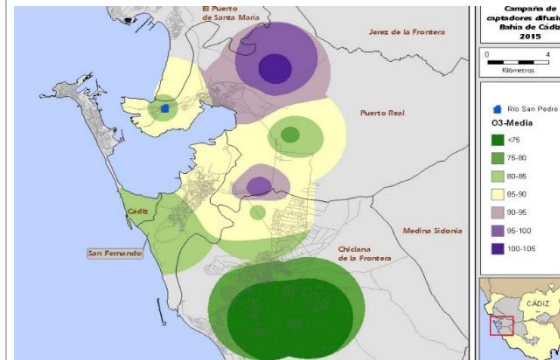 Campaña de
captadores difusi
Bahía de Cádiz
2015
0 4
Kilómetros
Río San Pedro
O3-Media
<75
75-80
80-85
85-90
90-95
95-100
100-105
CÁDIZ
El Puerto
de Santa María
Jerez de la Frontera
Puerto Real
Cádiz
San Fernando
Medina Sidonia
Chiclana
de la Frontera